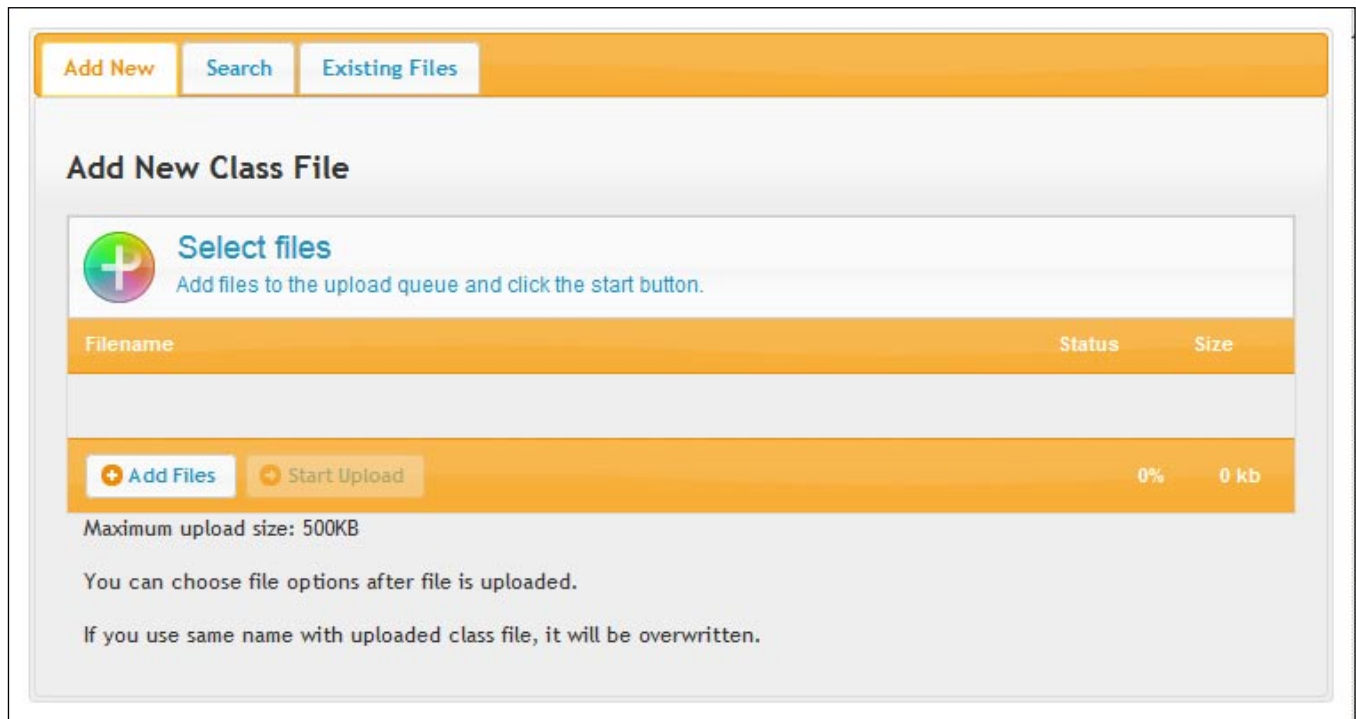 Add New Search Existing Files
Add New Class File
Select files
Add files to the upload queue and click the start button.
Filename Status Size
Add Files Start Upload 0% 0 kb
Maximum upload size: 500KB
You can choose file options after file is uploaded.
If you use same name with uploaded class file, it will be overwritten.